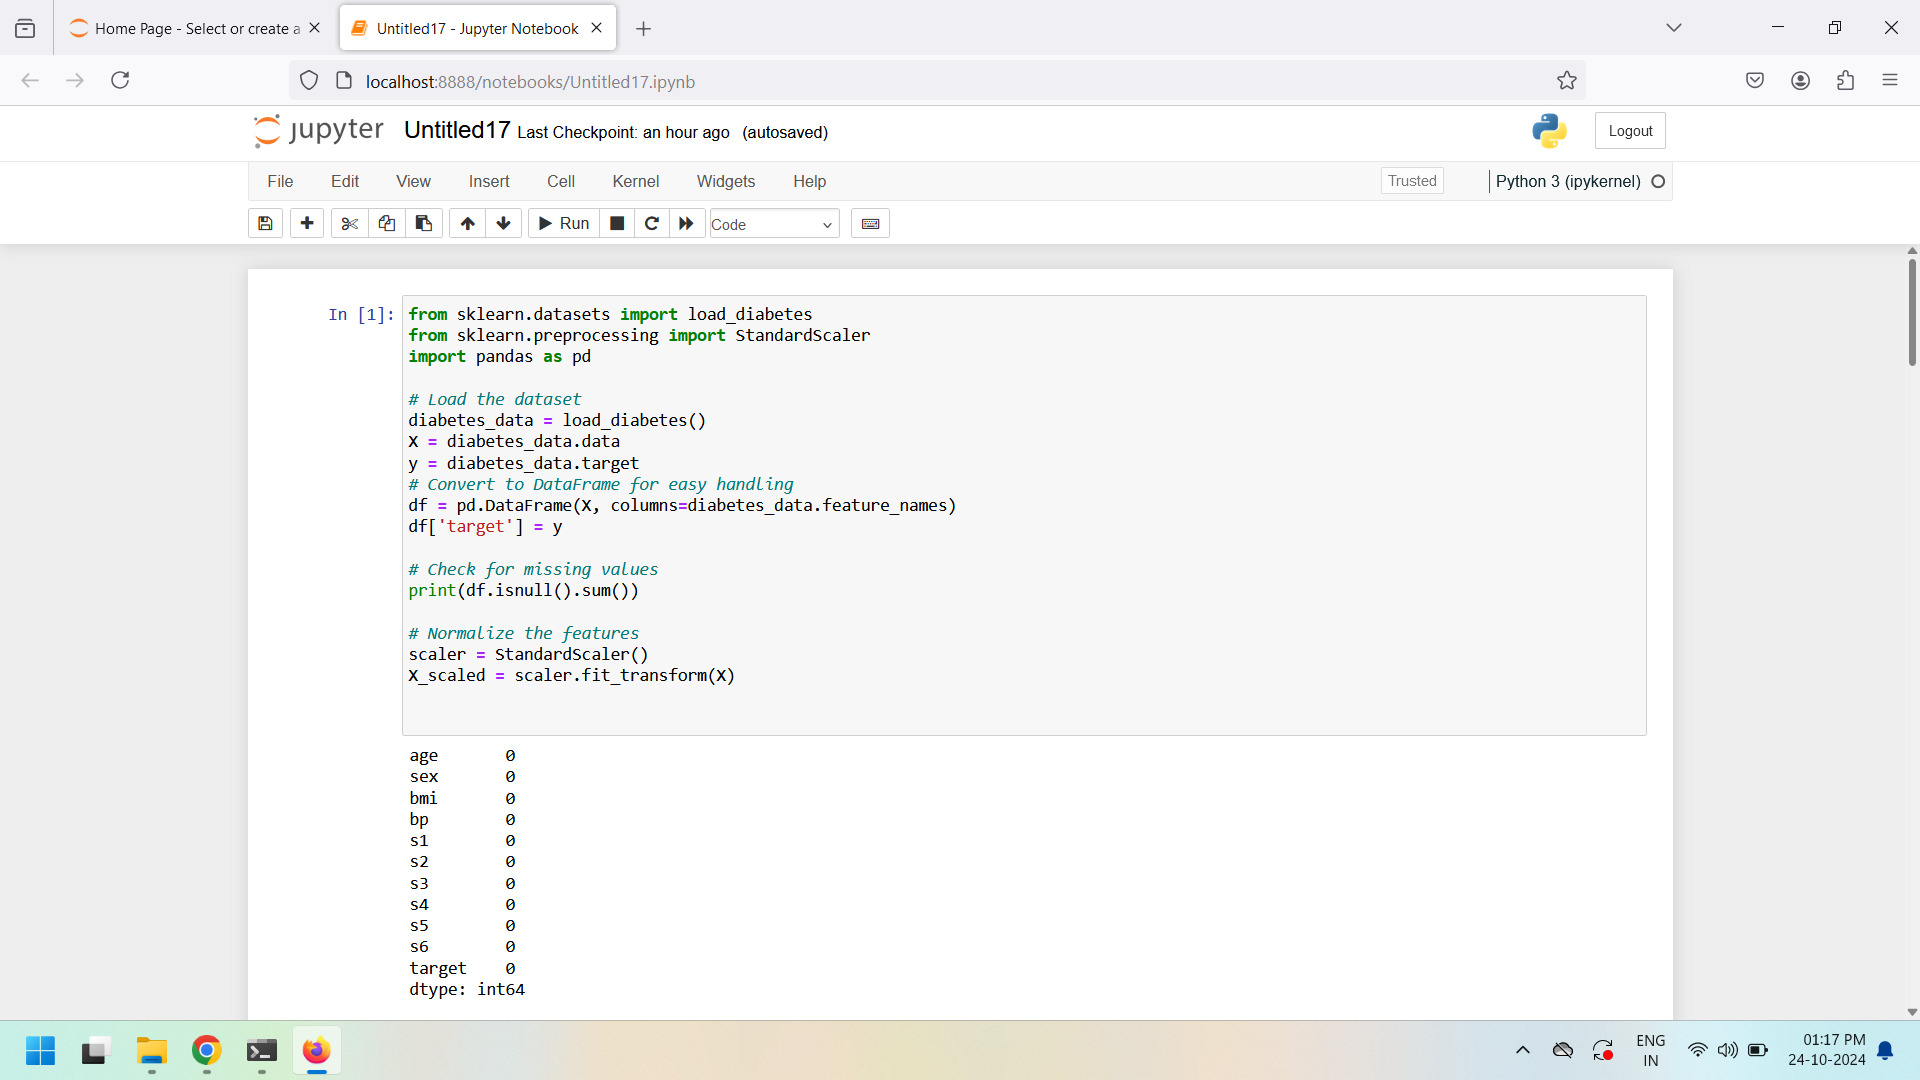 Home Page - Select or create a
Untitled17 - Jupyter Notebook
localhost:8888/notebooks/Untitled17.ipynb
jupyter Untitled17 Last Checkpoint: an hour ago (autosaved)
Logout
File Edit View Insert Cell Kernel Widgets Help
Trusted
Python 3 (ipykernel)
Run
Code
In [1]:
from sklearn.datasets import load_diabetes
from sklearn.preprocessing import StandardScaler
import pandas as pd
# Load the dataset
diabetes_data = load_diabetes()
X = diabetes_data.data
y = diabetes_data.target
# Convert to DataFrame for easy handling
df = pd.DataFrame(X, columns=diabetes_data.feature_names)
df['target'] = y
# Check for missing values
print(df.isnull().sum())
# Normalize the features
scaler = StandardScaler()
X_scaled = scaler.fit_transform(X)
age 0
sex 0
bmi 0
bp 0
s1 0
s2 0
s3 0
s4 0
s5 0
s6 0
target 0
dtype: int64
ENG
IN
01:17 PM
24-10-2024